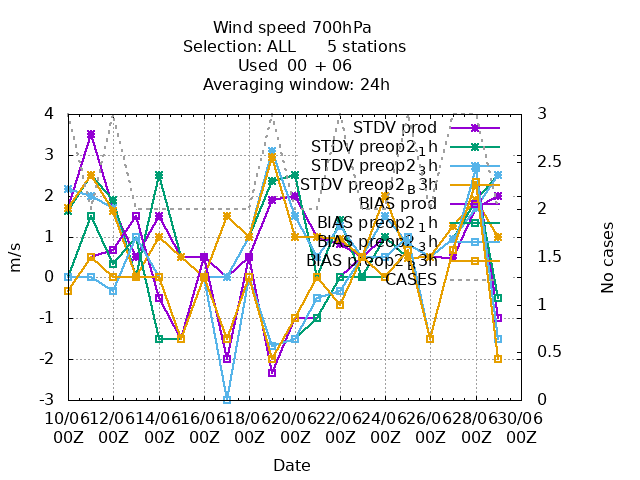 Wind speed 700hPa
Selection: ALL 5 stations
Used 00 + 06
Averaging window: 24h
STDV prod
STDV preop2_1h
STDV preop2_3h
STDV preop2_B3h
BIAS prod
BIAS preop2_1h
BIAS preop2_3h
BIAS preop2_B3h
CASES
4
3
2
1
0
-1
-2
-3
m/s
3
2.5
2
1.5
1
0.5
0
No cases
10/06 12/06 14/06 16/06 18/06 20/06 22/06 24/06 26/06 28/06 30/06
00Z 00Z 00Z 00Z 00Z 00Z 00Z 00Z 00Z 00Z 00Z
Date